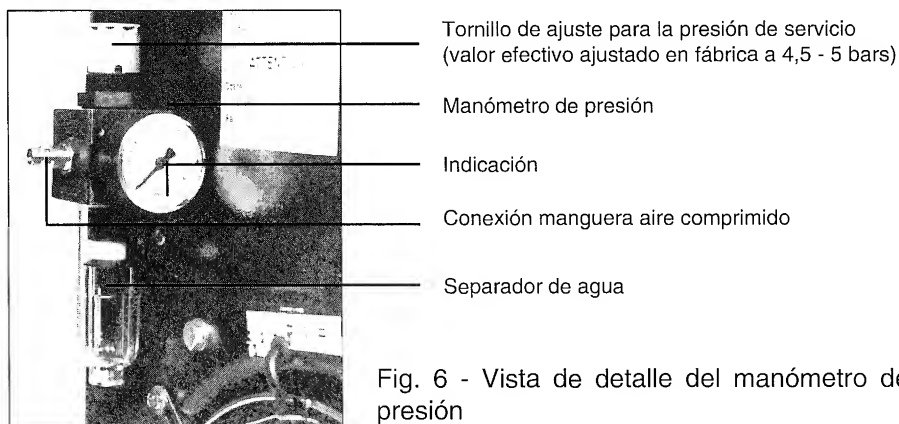 Tornillo de ajuste para la presión de servicio
(valor efectivo ajustado en fábrica a 4,5 - 5 bars)
ATTENT
Manómetro de presión
Indicación
Conexión manguera aire comprimido
Separador de agua
Fig. 6 - Vista de detalle del manómetro de
presión